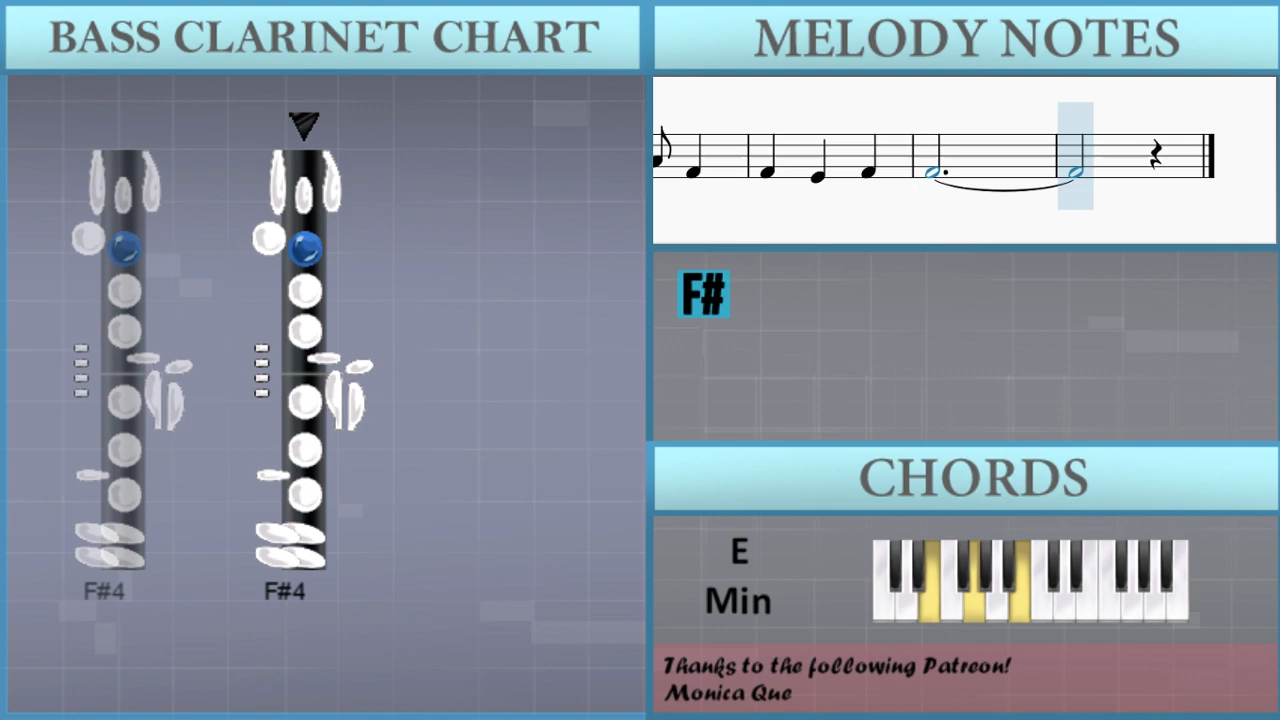 BASS CLARINET CHART
MELODY NOTES
F#
F#4 F#4
CHORDS
E
Min
Thanks to the following Patreon!
Monica Que